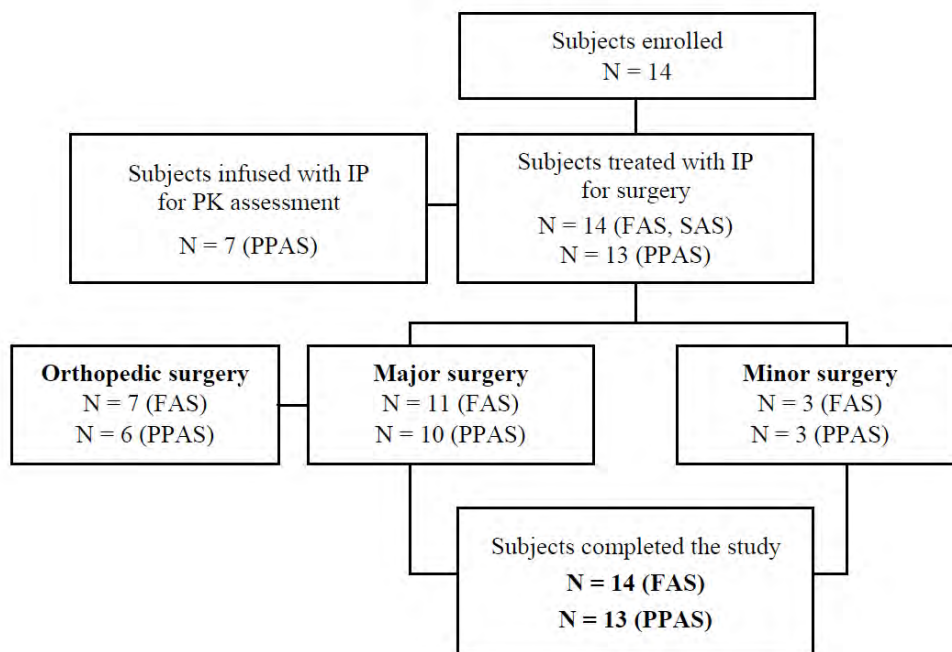 Subjects enrolled
N = 14
Subjects infused with IP
for PK assessment
N = 7 (PPAS)
Subjects treated with IP
for surgery
N = 14 (FAS, SAS)
N = 13 (PPAS)
Orthopedic surgery
N = 7 (FAS)
N = 6 (PPAS)
Major surgery
N = 11 (FAS)
N = 10 (PPAS)
Minor surgery
N = 3 (FAS)
N = 3 (PPAS)
Subjects completed the study
N = 14 (FAS)
N = 13 (PPAS)